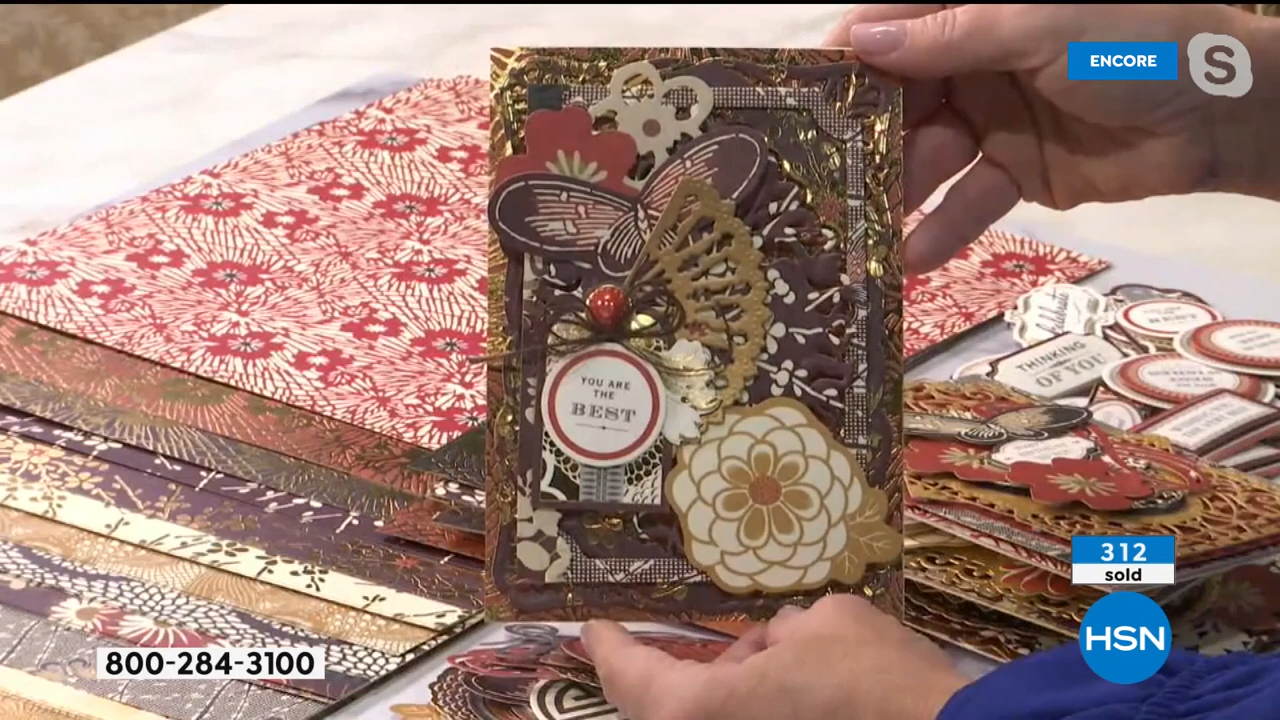 ENCORE
S
YOU ARE
THE
BEST
THINKING
OF YOU
312
sold
HSN
800-284-3100